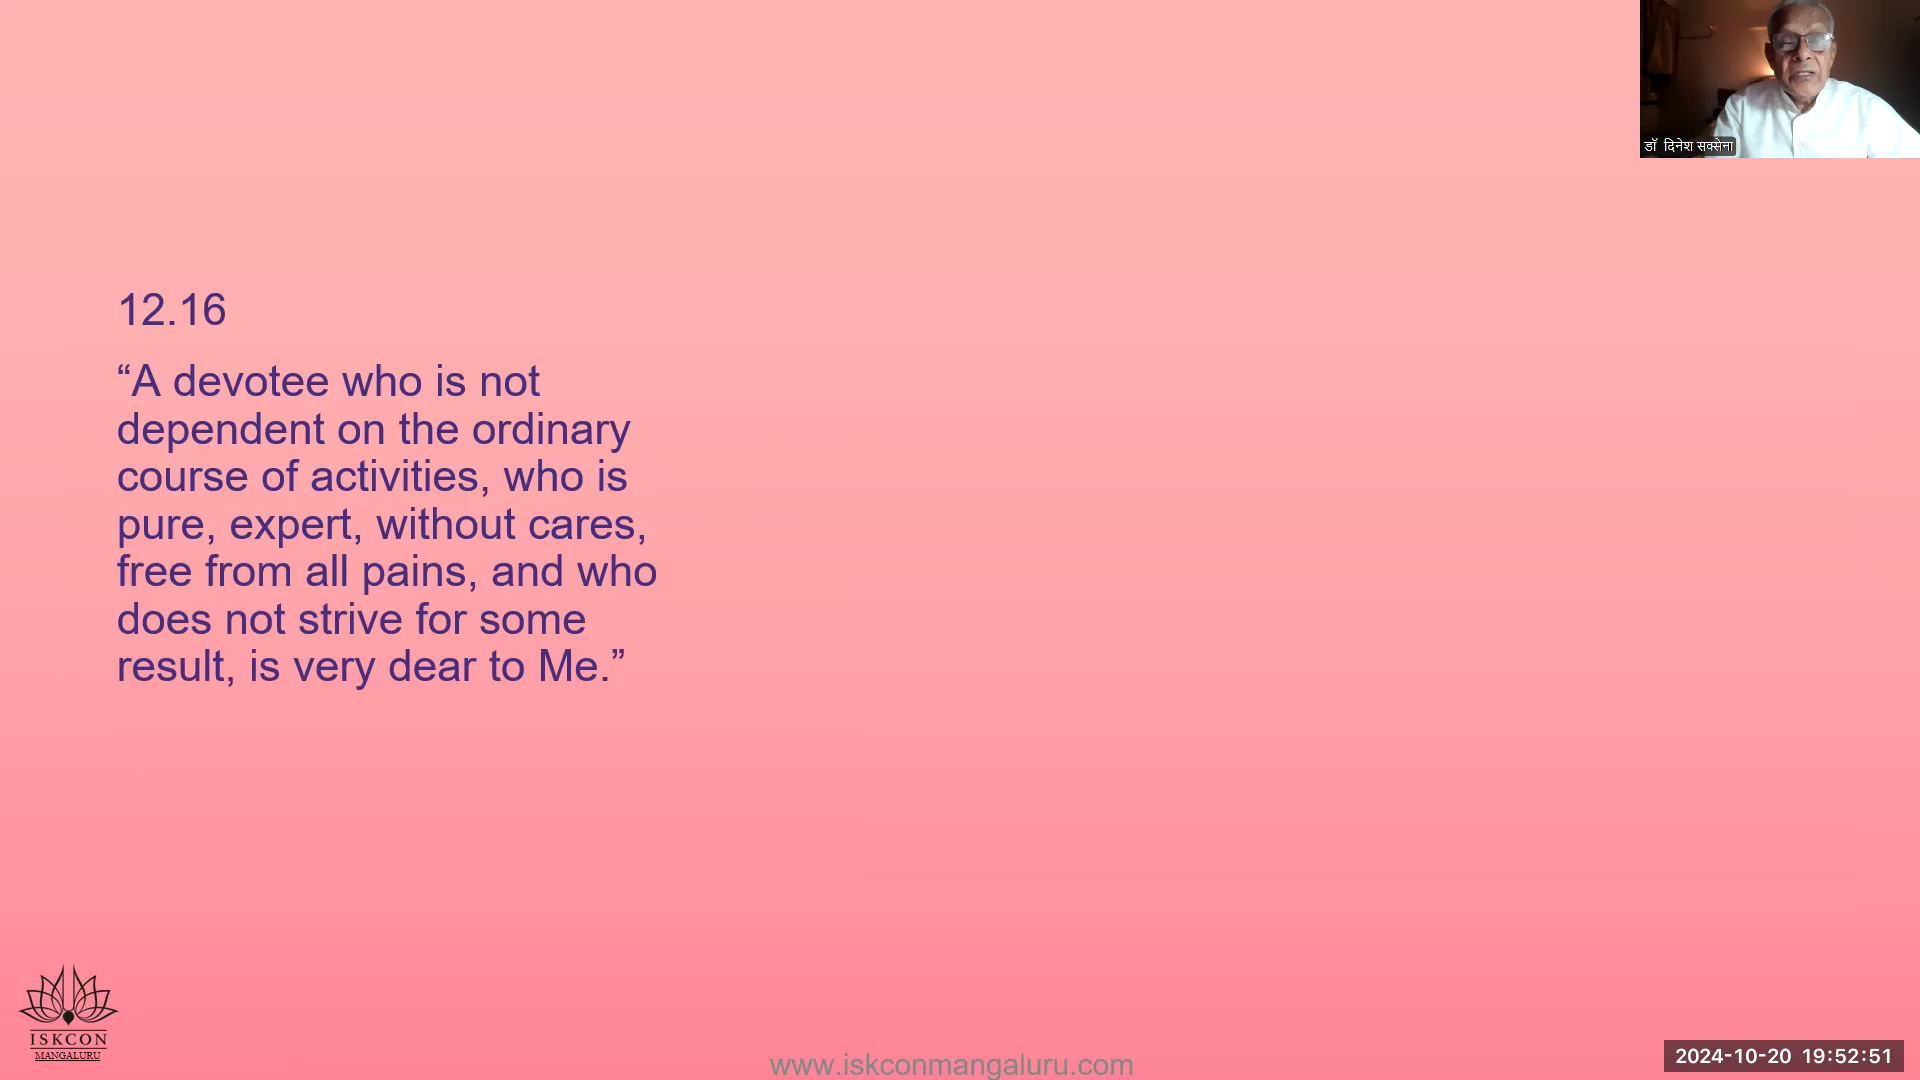 डॉ दिनेश सक्सेना
12.16
“A devotee who is not
dependent on the ordinary
course of activities, who is
pure, expert, without cares,
free from all pains, and who
does not strive for some
result, is very dear to Me.”
ISKCON
MANGALURU
www.iskconmangaluru.com
2024-10-20 19:52:51